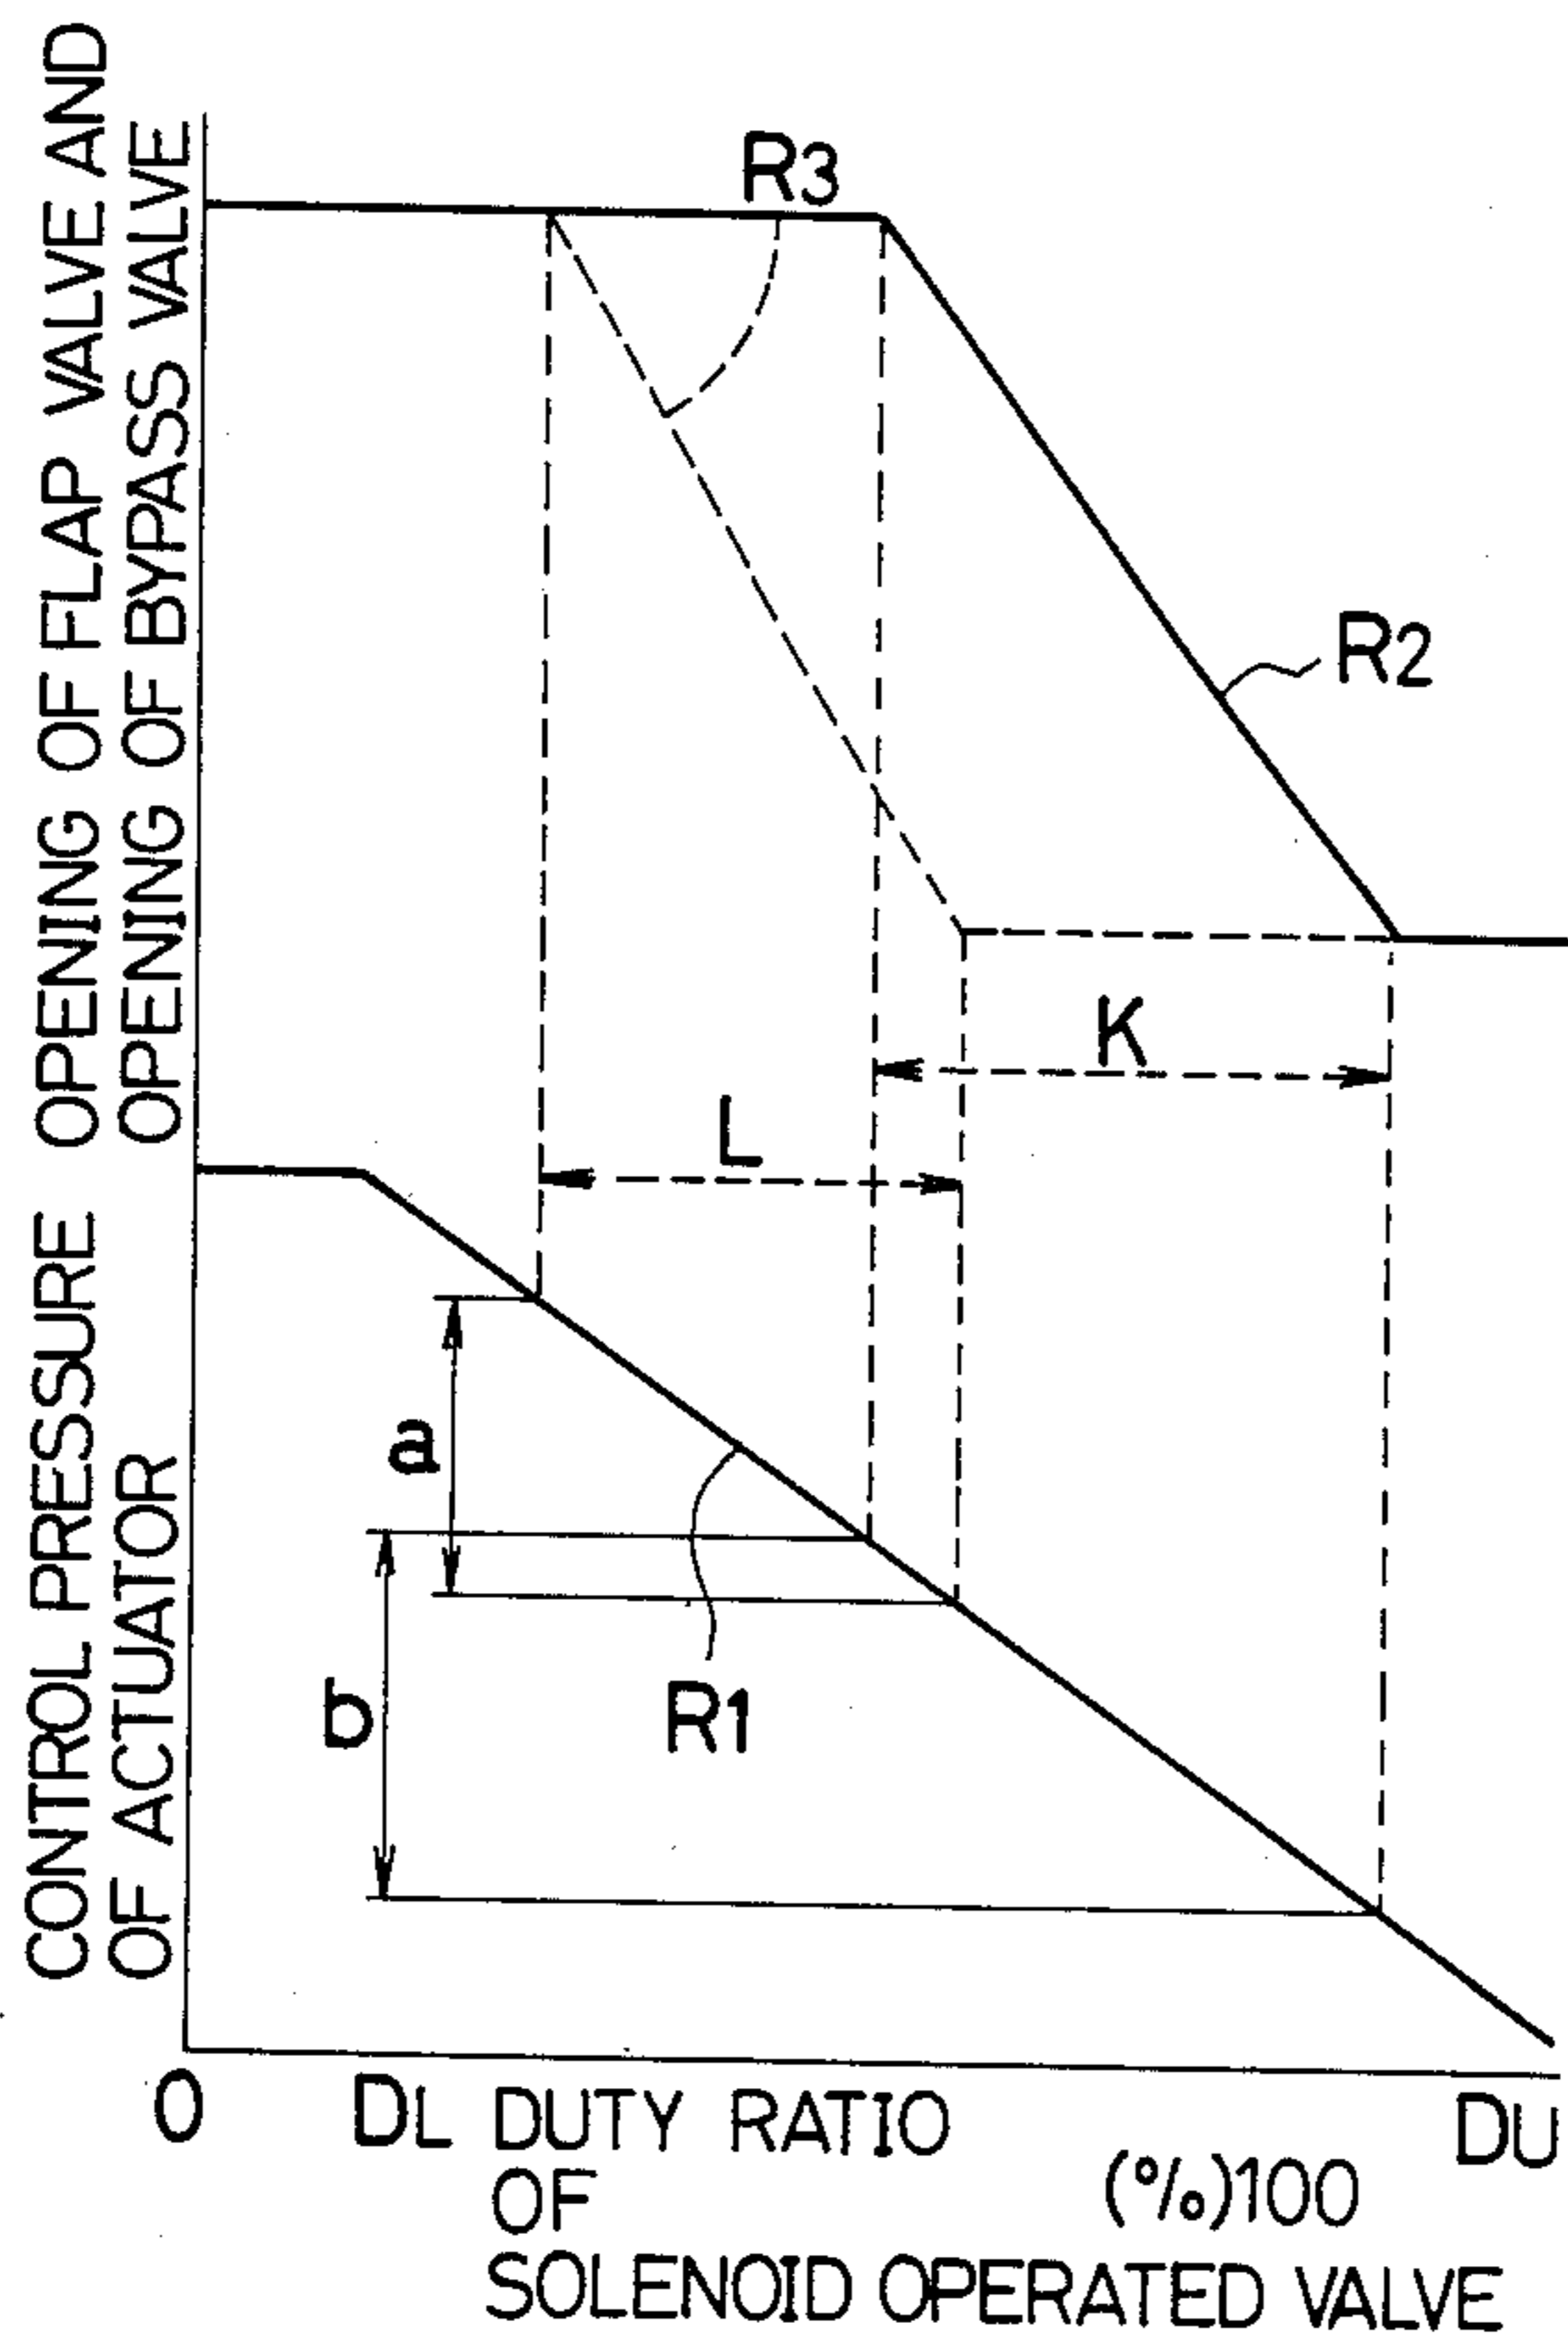 OPENING OF FLAP VALVE AND
OPENING OF BYPASS VALVE
CONTROL PRESSURE
OF ACTUATOR
R3
R2
K
L
a
b
R1
O DL DUTY RATIO DU
OF (%)100
SOLENOID OPERATED VALVE